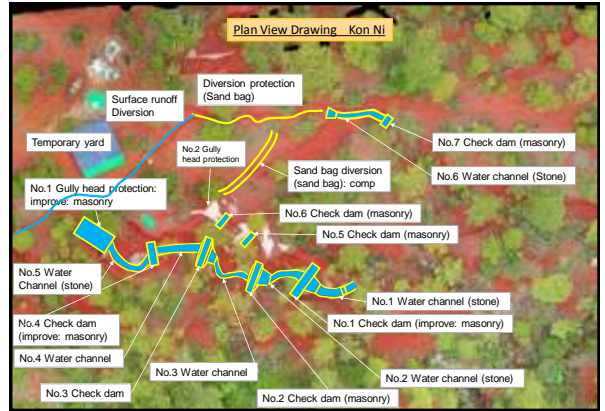 Plan View Drawing Kon Ni
Diversion protection
(Sand bag)
Surface runoff
Diversion
Temporary yard
No.2 Gully
head protection
No.7 Check dam (masonry)
No.6 Water channel (Stone)
Sand bag diversion
(sand bag): comp
No.1 Gully head protection:
improve: masonry
No.6 Check dam (masonry)
No.5 Check dam (masonry)
No.5 Water
Channel (stone)
No.4 Check dam
(improve: masonry)
No.4 Water channel
No.3 Check dam
No.3 Water channel
No.1 Water channel (stone)
No.1 Check dam (improve: masonry)
No.2 Water channel (stone)
No.2 Check dam (masonry)